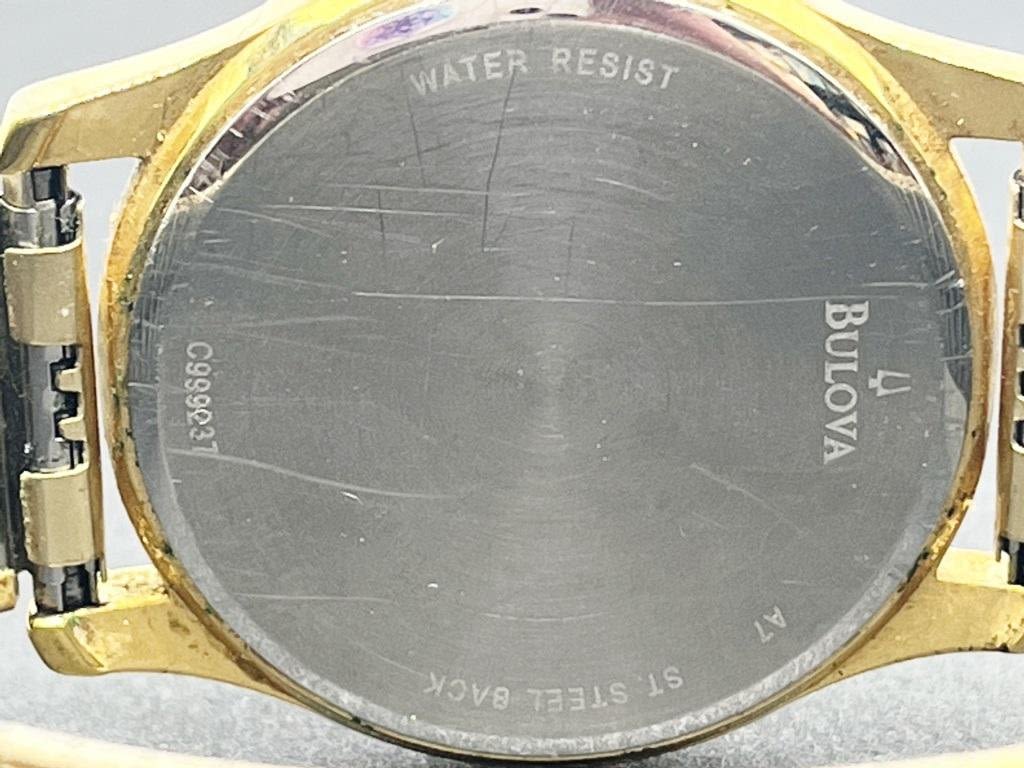 WATER RESIST
BULOVA
A7
ST. STEEL BACK
C999037